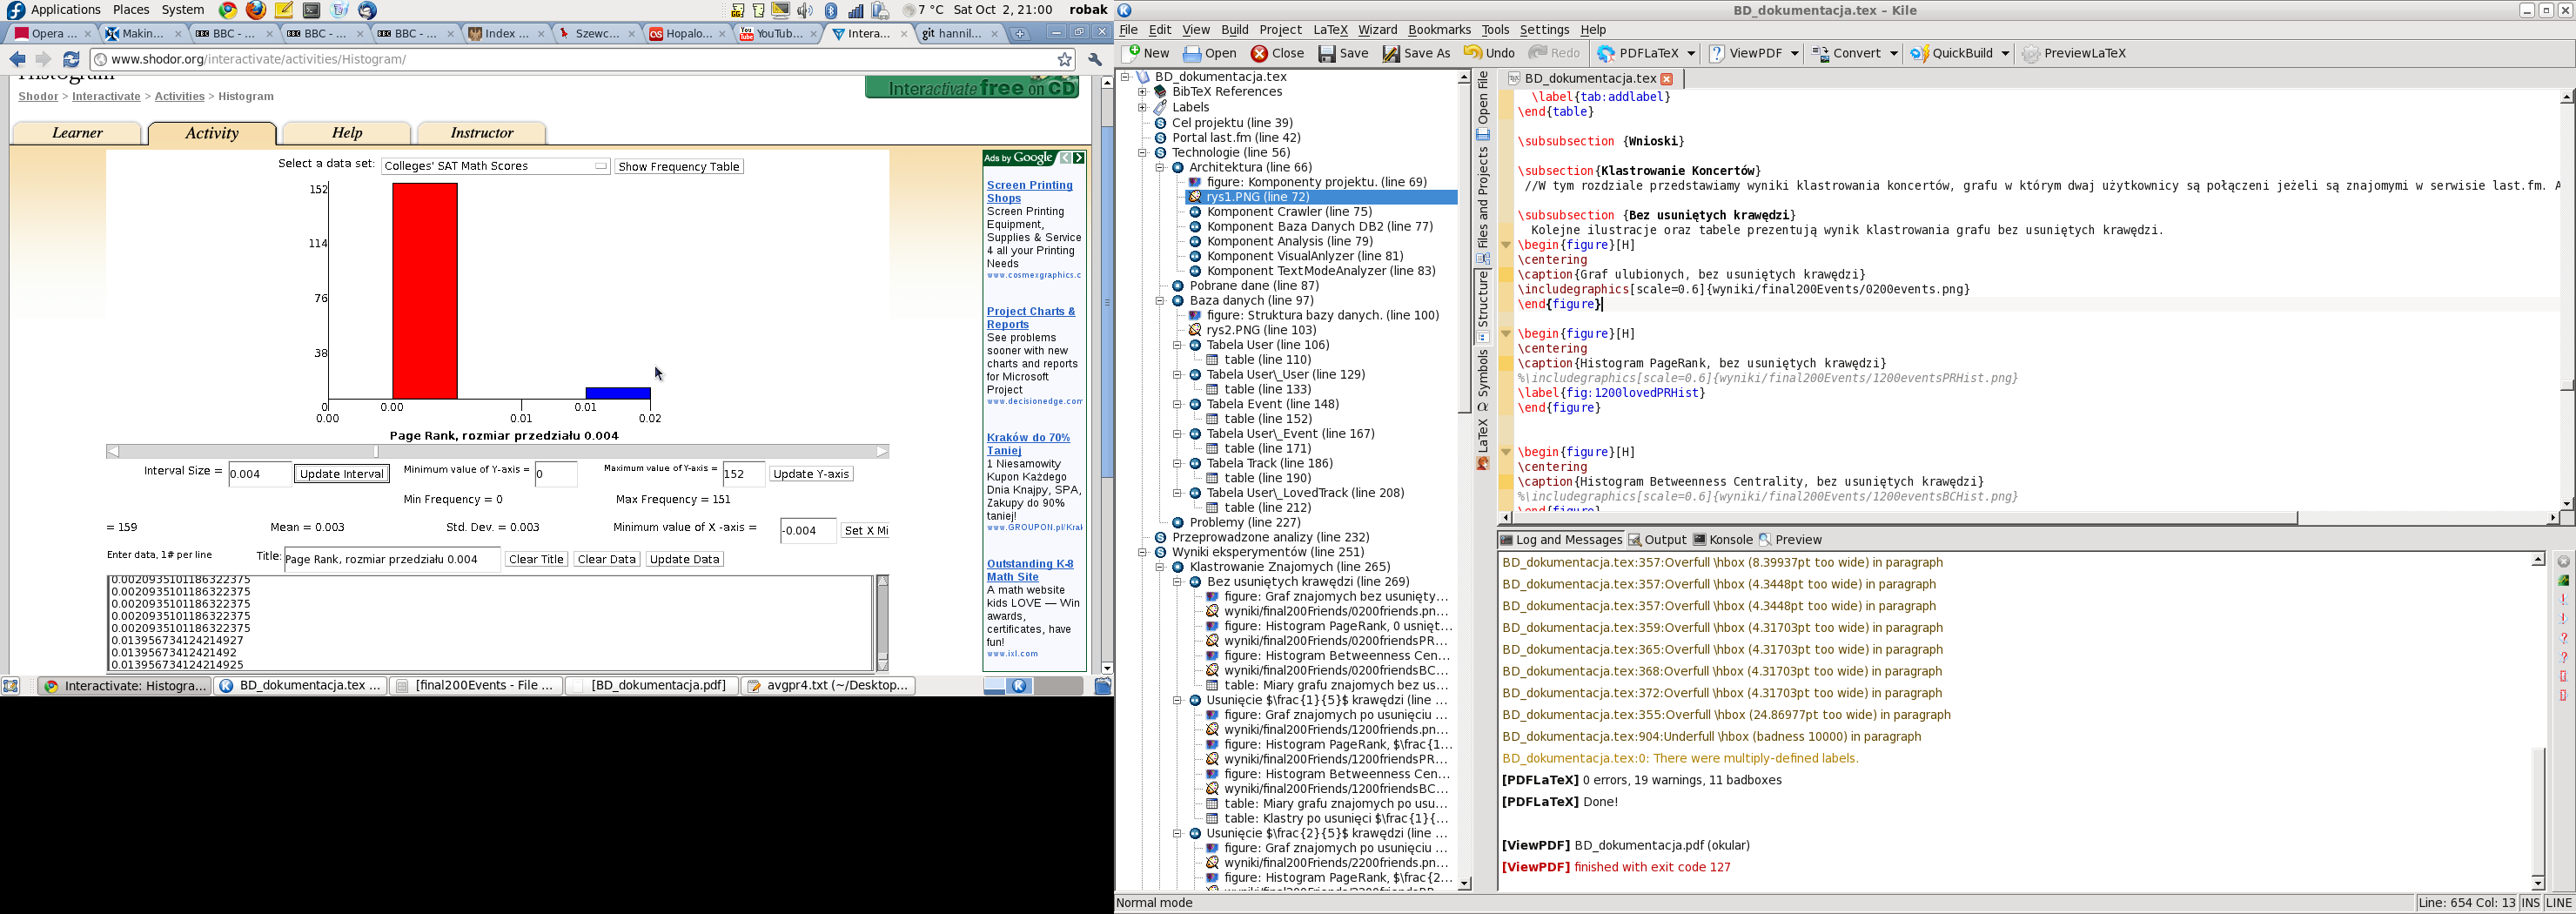 Applications Places System 7 °C Sat Oct 2, 21:00 robak
Opera ... Makin... BBC - ... BBC - ... BBC - ... Index ... Szewc... Hopalo... YouTub... Intera... git hannil...
www.shodor.org/interactivate/activities/Histogram/
Histogram
Shodor > Interactivate > Activities > Histogram
Interactivate free on CD
Learner Activity Help Instructor
Select a data set: Colleges' SAT Math Scores Show Frequency Table
152
114
76
38
0
0.00 0.01
0.00 0.01 0.02
Page Rank, rozmiar przedziału 0.004
Interval Size = 0.004 Update Interval Minimum value of Y-axis = 0 Maximum value of Y-axis = 152 Update Y-axis
Min Frequency = 0 Max Frequency = 151
= 159 Mean = 0.003 Std. Dev. = 0.003 Minimum value of X -axis = -0.004 Set X Mi
Enter data, 1# per line Title: Page Rank, rozmiar przedziału 0.004 Clear Title Clear Data Update Data
0.0020935101186322375
0.0020935101186322375
0.0020935101186322375
0.0020935101186322375
0.0020935101186322375
0.013956734124214927
0.01395673412421492
0.013956734124214925
Ads by Google
Screen Printing
Shops
Screen Printing
Equipment,
Supplies & Service
4 all your Printing
Needs
www.cosmexgraphics.c
Project Charts &
Reports
See problems
sooner with new
charts and reports
for Microsoft
Project
www.decisionedge.com
Kraków do 70%
Taniej
1 Niesamowity
Kupon Każdego
Dnia Knajpy, SPA,
Zakupy do 90%
taniej!
www.GROUPON.pl/Kra
Outstanding K-8
Math Site
A math website
kids LOVE — Win
awards,
certificates, have
fun!
www.ixl.com
Interactivate: Histogra... BD_dokumentacja.tex ... [final200Events - File ... [BD_dokumentacja.pdf] avgpr4.txt (~/Desktop...
BD_dokumentacja.tex – Kile
File Edit View Build Project LaTeX Wizard Bookmarks Tools Settings Help
New Open Close Save Save As Undo Redo PDFLaTeX ViewPDF Convert QuickBuild PreviewLaTeX
BD_dokumentacja.tex
BibTeX References
Labels
Cel projektu (line 39)
Portal last.fm (line 42)
Technologie (line 56)
Architektura (line 66)
figure: Komponenty projektu. (line 69)
rys1.PNG (line 72)
Komponent Crawler (line 75)
Komponent Baza Danych DB2 (line 77)
Komponent Analysis (line 79)
Komponent VisualAnlyzer (line 81)
Komponent TextModeAnalyzer (line 83)
Pobrane dane (line 87)
Baza danych (line 97)
figure: Struktura bazy danych. (line 100)
rys2.PNG (line 103)
Tabela User (line 106)
table (line 110)
Tabela User\_User (line 129)
table (line 133)
Tabela Event (line 148)
table (line 152)
Tabela User\_Event (line 167)
table (line 171)
Tabela Track (line 186)
table (line 190)
Tabela User\_LovedTrack (line 208)
table (line 212)
Problemy (line 227)
Przeprowadzone analizy (line 232)
Wyniki eksperymentów (line 251)
Klastrowanie Znajomych (line 265)
Bez usuniętych krawędzi (line 269)
figure: Graf znajomych bez usunięty...
wyniki/final200Friends/0200friends.pn...
figure: Histogram PageRank, 0 usnięt...
wyniki/final200Friends/0200friendsPR...
figure: Histogram Betweenness Cen...
wyniki/final200Friends/0200friendsBC...
table: Miary grafu znajomych bez us...
Usunięcie $\frac{1}{5}$ krawędzi (line ...
figure: Graf znajomych po usunięciu ...
wyniki/final200Friends/1200friends.pn...
figure: Histogram PageRank, $\frac{1...
wyniki/final200Friends/1200friendsPR...
figure: Histogram Betweenness Cen...
wyniki/final200Friends/1200friendsBC...
table: Miary grafu znajomych po usu...
table: Klastry po usunięci $\frac{1}{...
Usunięcie $\frac{2}{5}$ krawędzi (line ...
figure: Graf znajomych po usunięciu ...
wyniki/final200Friends/2200friends.pn...
figure: Histogram PageRank, $\frac{2...
Open File
Files and Projects
Structure
Symbols
LaTeX
BD_dokumentacja.tex
\label{tab:addlabel}
\end{table}
\subsubsection {Wnioski}
\subsection{Klastrowanie Koncertów}
//W tym rozdziale przedstawiamy wyniki klastrowania koncertów, grafu w którym dwaj użytkownicy są połączeni jeżeli są znajomymi w serwisie last.fm. A
\subsubsection {Bez usuniętych krawędzi}
Kolejne ilustracje oraz tabele prezentują wynik klastrowania grafu bez usuniętych krawędzi.
\begin{figure}[H]
\centering
\caption{Graf ulubionych, bez usuniętych krawędzi}
\includegraphics[scale=0.6]{wyniki/final200Events/0200events.png}
\end{figure}
\begin{figure}[H]
\centering
\caption{Histogram PageRank, bez usuniętych krawędzi}
%\includegraphics[scale=0.6]{wyniki/final200Events/1200eventsPRHist.png}
\label{fig:1200lovedPRHist}
\end{figure}
\begin{figure}[H]
\centering
\caption{Histogram Betweenness Centrality, bez usuniętych krawędzi}
%\includegraphics[scale=0.6]{wyniki/final200Events/1200eventsBCHist.png}
\end{figure}
Log and Messages Output Konsole Preview
BD_dokumentacja.tex:357:Overfull \hbox (8.39937pt too wide) in paragraph
BD_dokumentacja.tex:357:Overfull \hbox (4.3448pt too wide) in paragraph
BD_dokumentacja.tex:357:Overfull \hbox (4.3448pt too wide) in paragraph
BD_dokumentacja.tex:359:Overfull \hbox (4.31703pt too wide) in paragraph
BD_dokumentacja.tex:365:Overfull \hbox (4.31703pt too wide) in paragraph
BD_dokumentacja.tex:368:Overfull \hbox (4.31703pt too wide) in paragraph
BD_dokumentacja.tex:372:Overfull \hbox (4.31703pt too wide) in paragraph
BD_dokumentacja.tex:355:Overfull \hbox (24.86977pt too wide) in paragraph
BD_dokumentacja.tex:904:Underfull \hbox (badness 10000) in paragraph
BD_dokumentacja.tex:0: There were multiply-defined labels.
[PDFLaTeX] 0 errors, 19 warnings, 11 badboxes
[PDFLaTeX] Done!
[ViewPDF] BD_dokumentacja.pdf (okular)
[ViewPDF] finished with exit code 127
Normal mode Line: 654 Col: 13 INS LINE